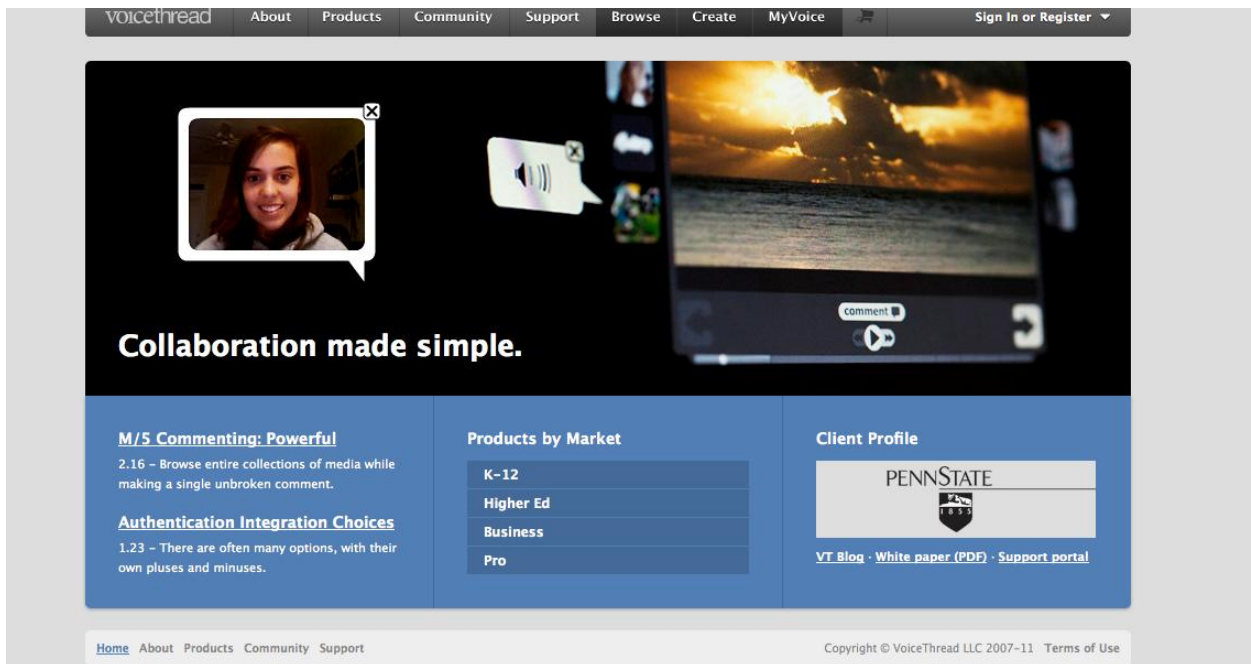 voicethread About Products Community Support Browse Create MyVoice Sign In or Register
comment
Collaboration made simple.
M/5 Commenting: Powerful
2.16 – Browse entire collections of media while
making a single unbroken comment.
Authentication Integration Choices
1.23 – There are often many options, with their
own pluses and minuses.
Products by Market
K-12
Higher Ed
Business
Pro
Client Profile
PENNSTATE
1855
VT Blog · White paper (PDF) · Support portal
Home About Products Community Support Copyright © VoiceThread LLC 2007-11 Terms of Use